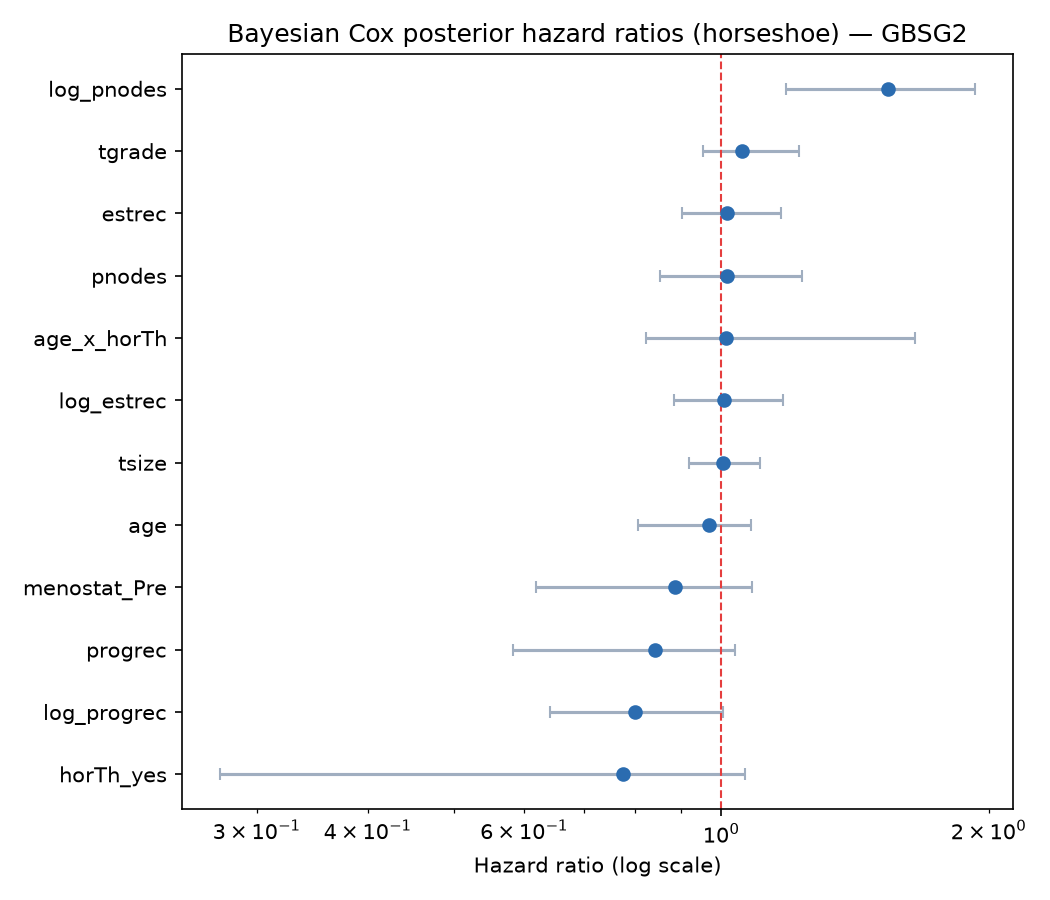 Bayesian Cox posterior hazard ratios (horseshoe) — GBSG2
log_pnodes
tgrade
estrec
pnodes
age_x_horTh
log_estrec
tsize
age
menostat_Pre
progrec
log_progrec
horTh_yes
3 × 10⁻¹ 4 × 10⁻¹ 6 × 10⁻¹ 10⁰ 2 × 10⁰
Hazard ratio (log scale)